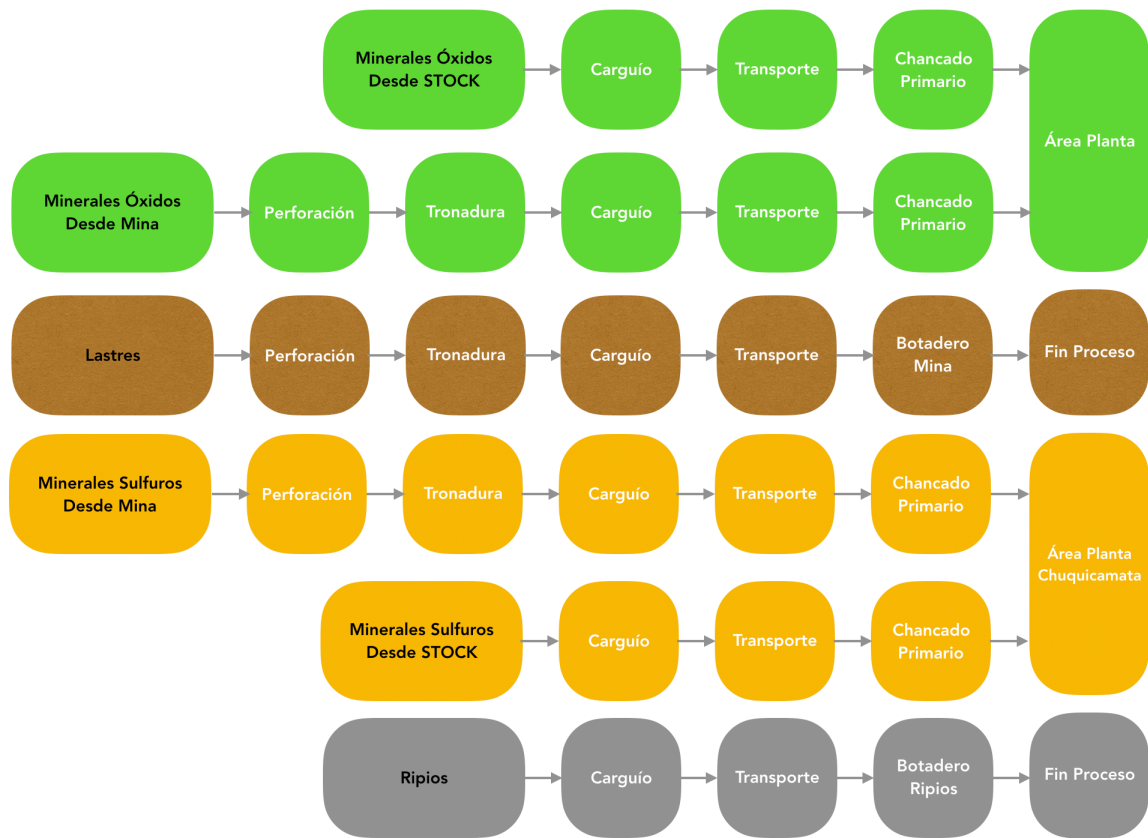 Minerales Óxidos
Desde STOCK
Carguío
Transporte
Chancado
Primario
Área Planta
Minerales Óxidos
Desde Mina
Perforación
Tronadura
Carguío
Transporte
Chancado
Primario
Lastres
Perforación
Tronadura
Carguío
Transporte
Botadero
Mina
Fin Proceso
Minerales Sulfuros
Desde Mina
Perforación
Tronadura
Carguío
Transporte
Chancado
Primario
Área Planta
Chuquicamata
Minerales Sulfuros
Desde STOCK
Carguío
Transporte
Chancado
Primario
Ripios
Carguío
Transporte
Botadero
Ripios
Fin Proceso